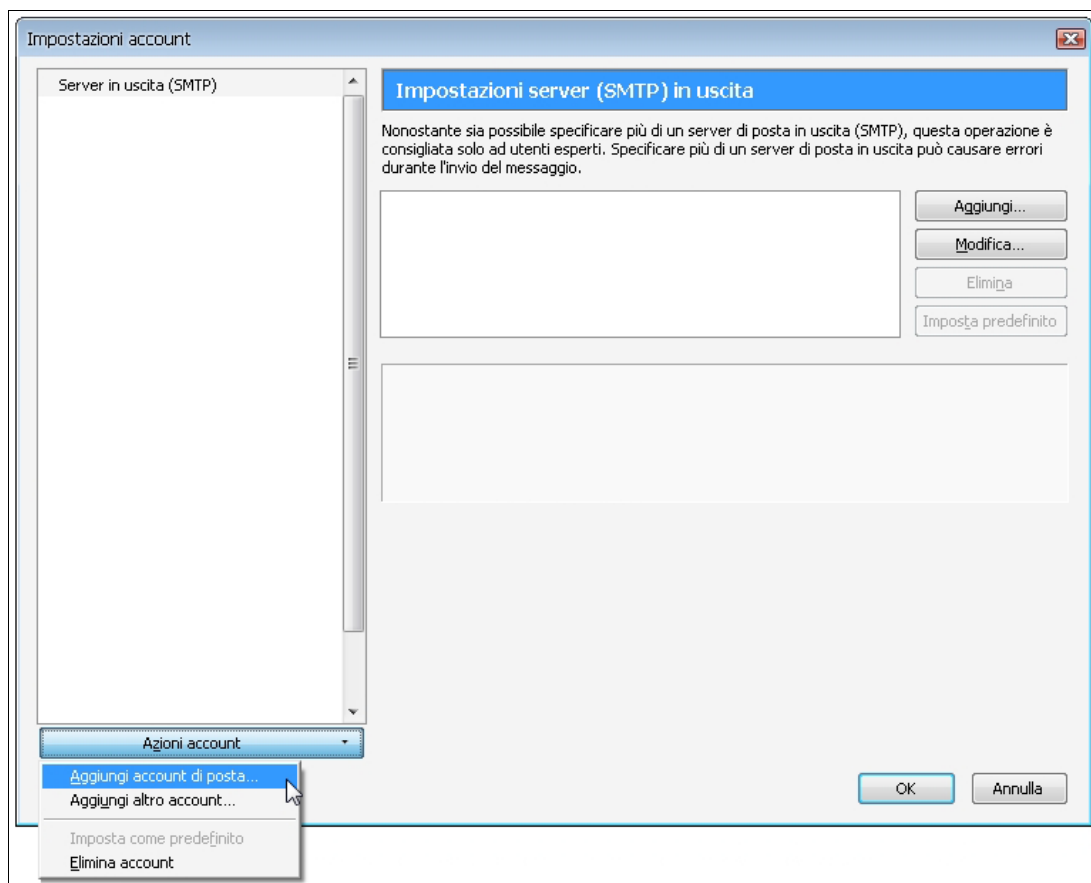 Impostazioni account
Server in uscita (SMTP)
Impostazioni server (SMTP) in uscita
Nonostante sia possibile specificare più di un server di posta in uscita (SMTP), questa operazione è
consigliata solo ad utenti esperti. Specificare più di un server di posta in uscita può causare errori
durante l'invio del messaggio.
Aggiungi...
Modifica...
Elimina
Imposta predefinito
Azioni account
Aggiungi account di posta...
Aggiungi altro account...
Imposta come predefinito
Elimina account
OK
Annulla